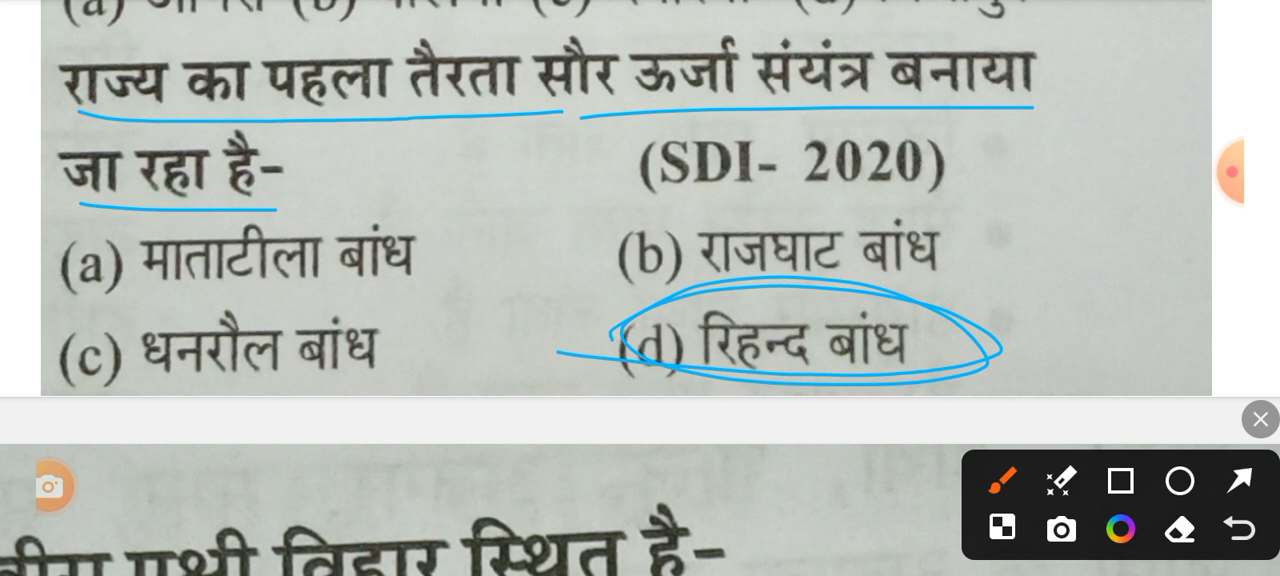 राज्य का पहला तैरता सौर ऊर्जा संयंत्र बनाया
जा रहा है- (SDI- 2020)
(a) माताटीला बांध (b) राजघाट बांध
(c) धनरौल बांध (d) रिहन्द बांध
विहार स्थित है-